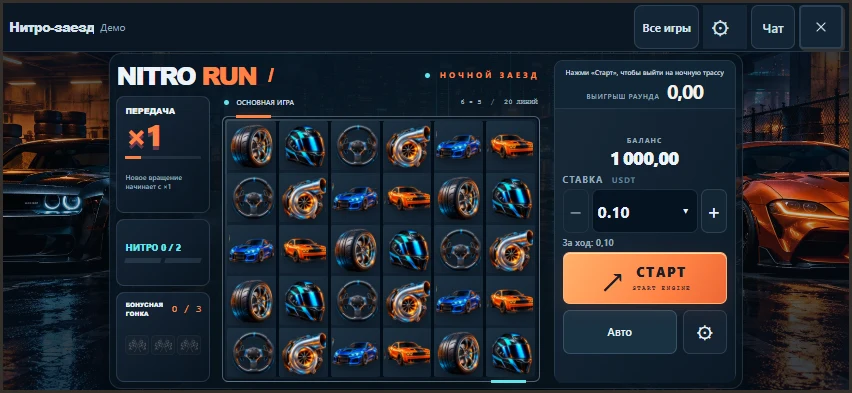 Нитро-заезд Демо
Все игры
Чат
NITRO RUN /
НОЧНОЙ ЗАЕЗД
ПЕРЕДАЧА
×1
Новое вращение
начинает с ×1
НИТРО 0 / 2
БОНУСНАЯ
ГОНКА
0 / 3
ОСНОВНАЯ ИГРА
6 × 5 / 20 линий
Нажми «Старт», чтобы выйти на ночную трассу
ВЫИГРЫШ РАУНДА 0,00
БАЛАНС
1 000,00
СТАВКА USDT
− 0.10 +
За ход: 0,10
СТАРТ
START ENGINE
Авто